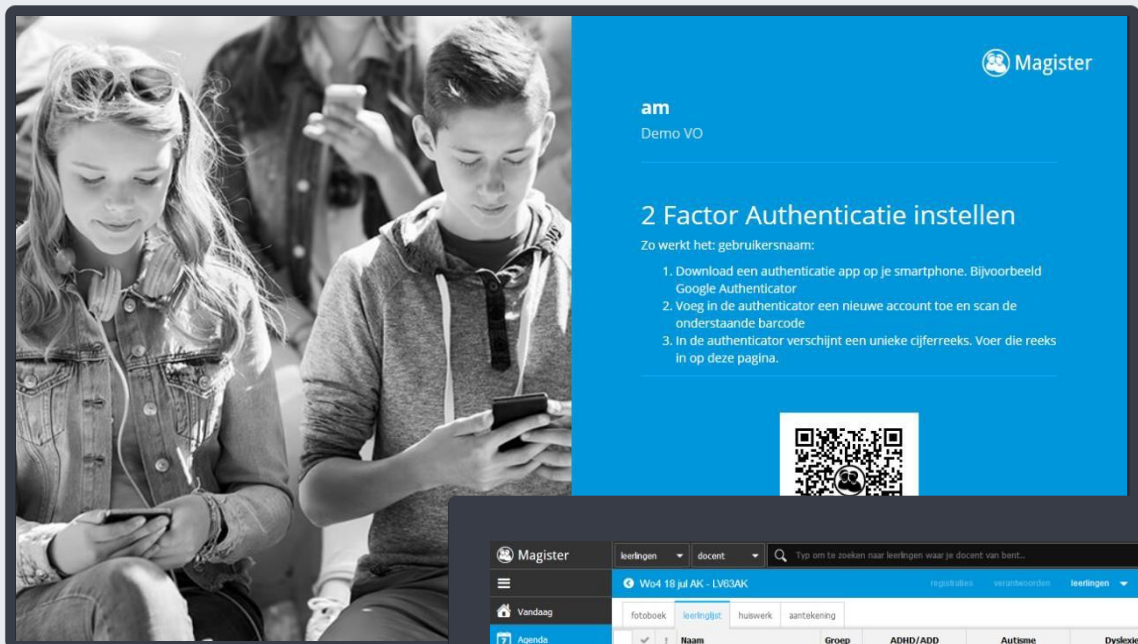 Magister
am
Demo VO
2 Factor Authenticatie instellen
Zo werkt het: gebruikersnaam:
1. Download een authenticatie app op je smartphone. Bijvoorbeeld
Google Authenticator
2. Voeg in de authenticator een nieuwe account toe en scan de
onderstaande barcode
3. In de authenticator verschijnt een unieke cijferreeks. Voer die reeks
in op deze pagina.
Magister
leerlingen docent Typ om te zoeken naar leerlingen waar je docent van bent...
Wo4 18 jul AK - LV63AK registraties verantwoorden leerlingen
Vandaag
fotoboek leerlinglijst huiswerk aantekening
7 Agenda
! Naam Groep ADHD/ADD Autisme Dyslexie